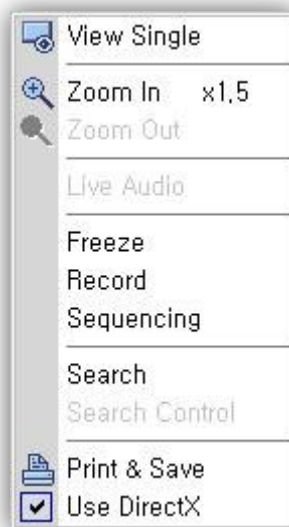 View Single
Zoom In x1.5
Zoom Out
Live Audio
Freeze
Record
Sequencing
Search
Search Control
Print & Save
Use DirectX